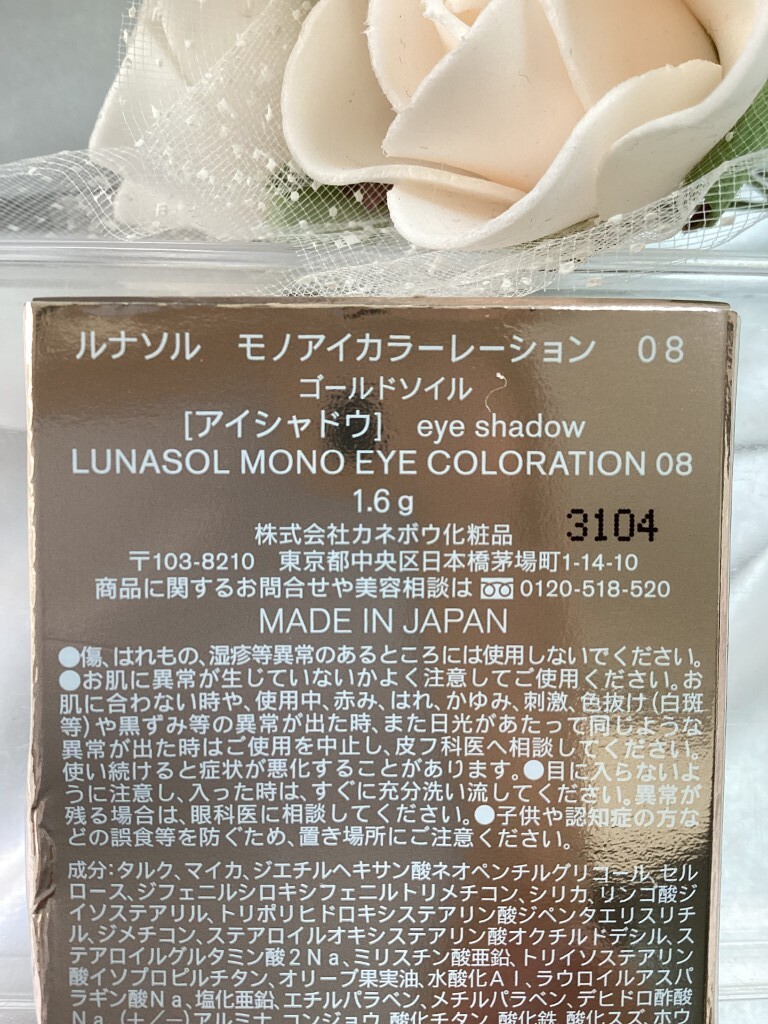 ルナソル　モノアイカラーレーション　08
ゴールドソイル
[アイシャドウ]　eye shadow
LUNASOL MONO EYE COLORATION 08
1.6 g
株式会社カネボウ化粧品　3104
〒103-8210　東京都中央区日本橋茅場町1-14-10
商品に関するお問合せや美容相談は 0120-518-520
MADE IN JAPAN
●傷、はれもの、湿疹等異常のあるところには使用しないでください。
●お肌に異常が生じていないかよく注意してご使用ください。お
肌に合わない時や、使用中、赤み、はれ、かゆみ、刺激、色抜け（白斑
等）や黒ずみ等の異常が出た時、また日光があたって同じような
異常が出た時はご使用を中止し、皮フ科医へ相談してください。
使い続けると症状が悪化することがあります。●目に入らないよ
うに注意し、入った時は、すぐに充分洗い流してください。異常が
残る場合は、眼科医に相談してください。●子供や認知症の方な
どの誤食等を防ぐため、置き場所にご注意ください。
成分：タルク、マイカ、ジエチルヘキサン酸ネオペンチルグリコール、セル
ロース、ジフェニルシロキシフェニルトリメチコン、シリカ、リンゴ酸ジ
イソステアリル、トリポリヒドロキシステアリン酸ジペンタエリスリチ
ル、ジメチコン、ステアロイルオキシステアリン酸オクチルドデシル、ス
テアロイルグルタミン酸2Na、ミリスチン酸亜鉛、トリイソステアリン
酸イソプロピルチタン、オリーブ果実油、水酸化Al、ラウロイルアスパ
ラギン酸Na、塩化亜鉛、エチルパラベン、メチルパラベン、デヒドロ酢酸
Na、（＋／－）アルミナ、コンジョウ、酸化チタン、酸化鉄、酸化スズ、ホウ